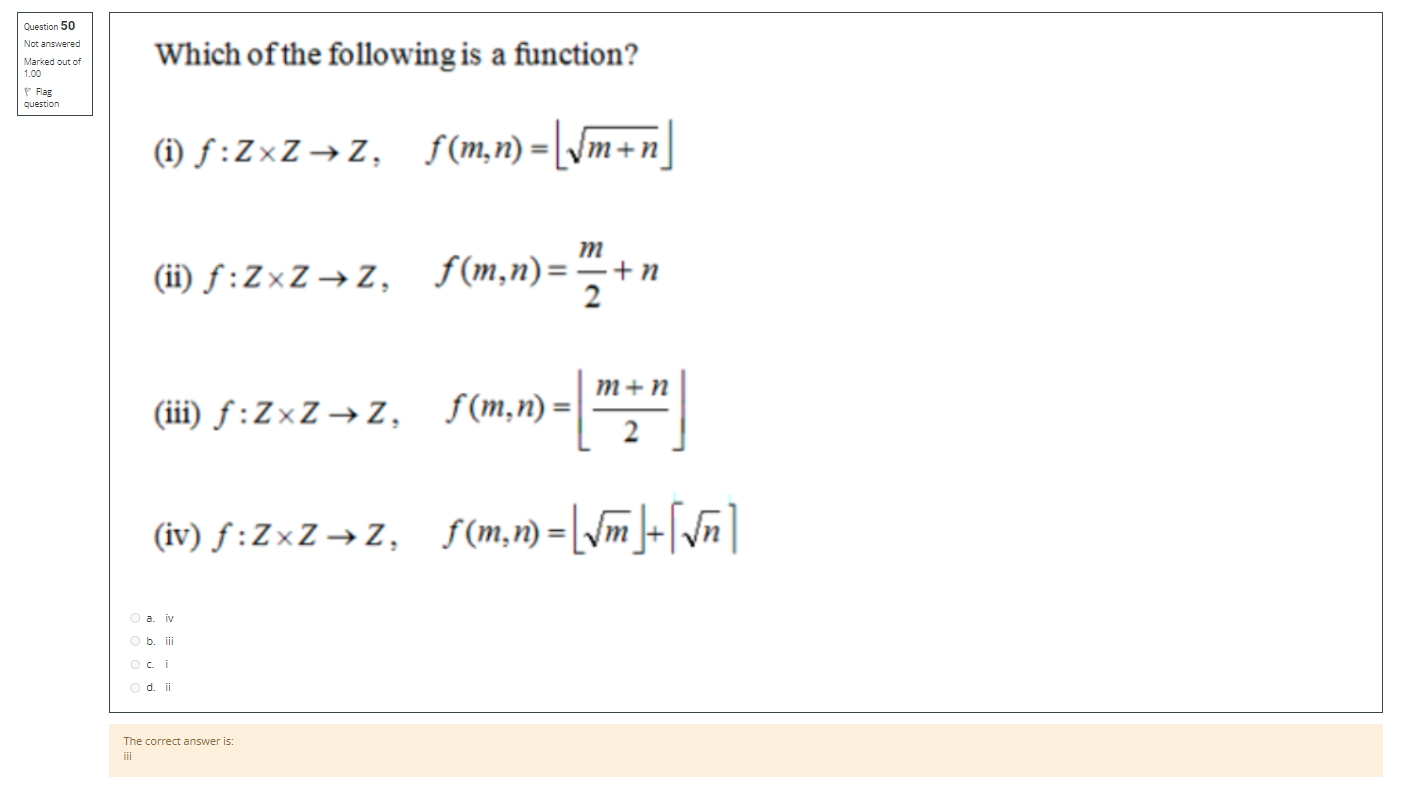 Question 50
Not answered
Marked out of
1.00
Flag
question
Which of the following is a function?
(i) f : Z × Z → Z, f(m,n) = ⌊√(m+n)⌋
(ii) f : Z × Z → Z, f(m,n) = m/2 + n
(iii) f : Z × Z → Z, f(m,n) = ⌊(m+n)/2⌋
(iv) f : Z × Z → Z, f(m,n) = ⌊√m⌋+⌈√n⌉
a. iv
b. iii
c. i
d. ii
The correct answer is:
iii